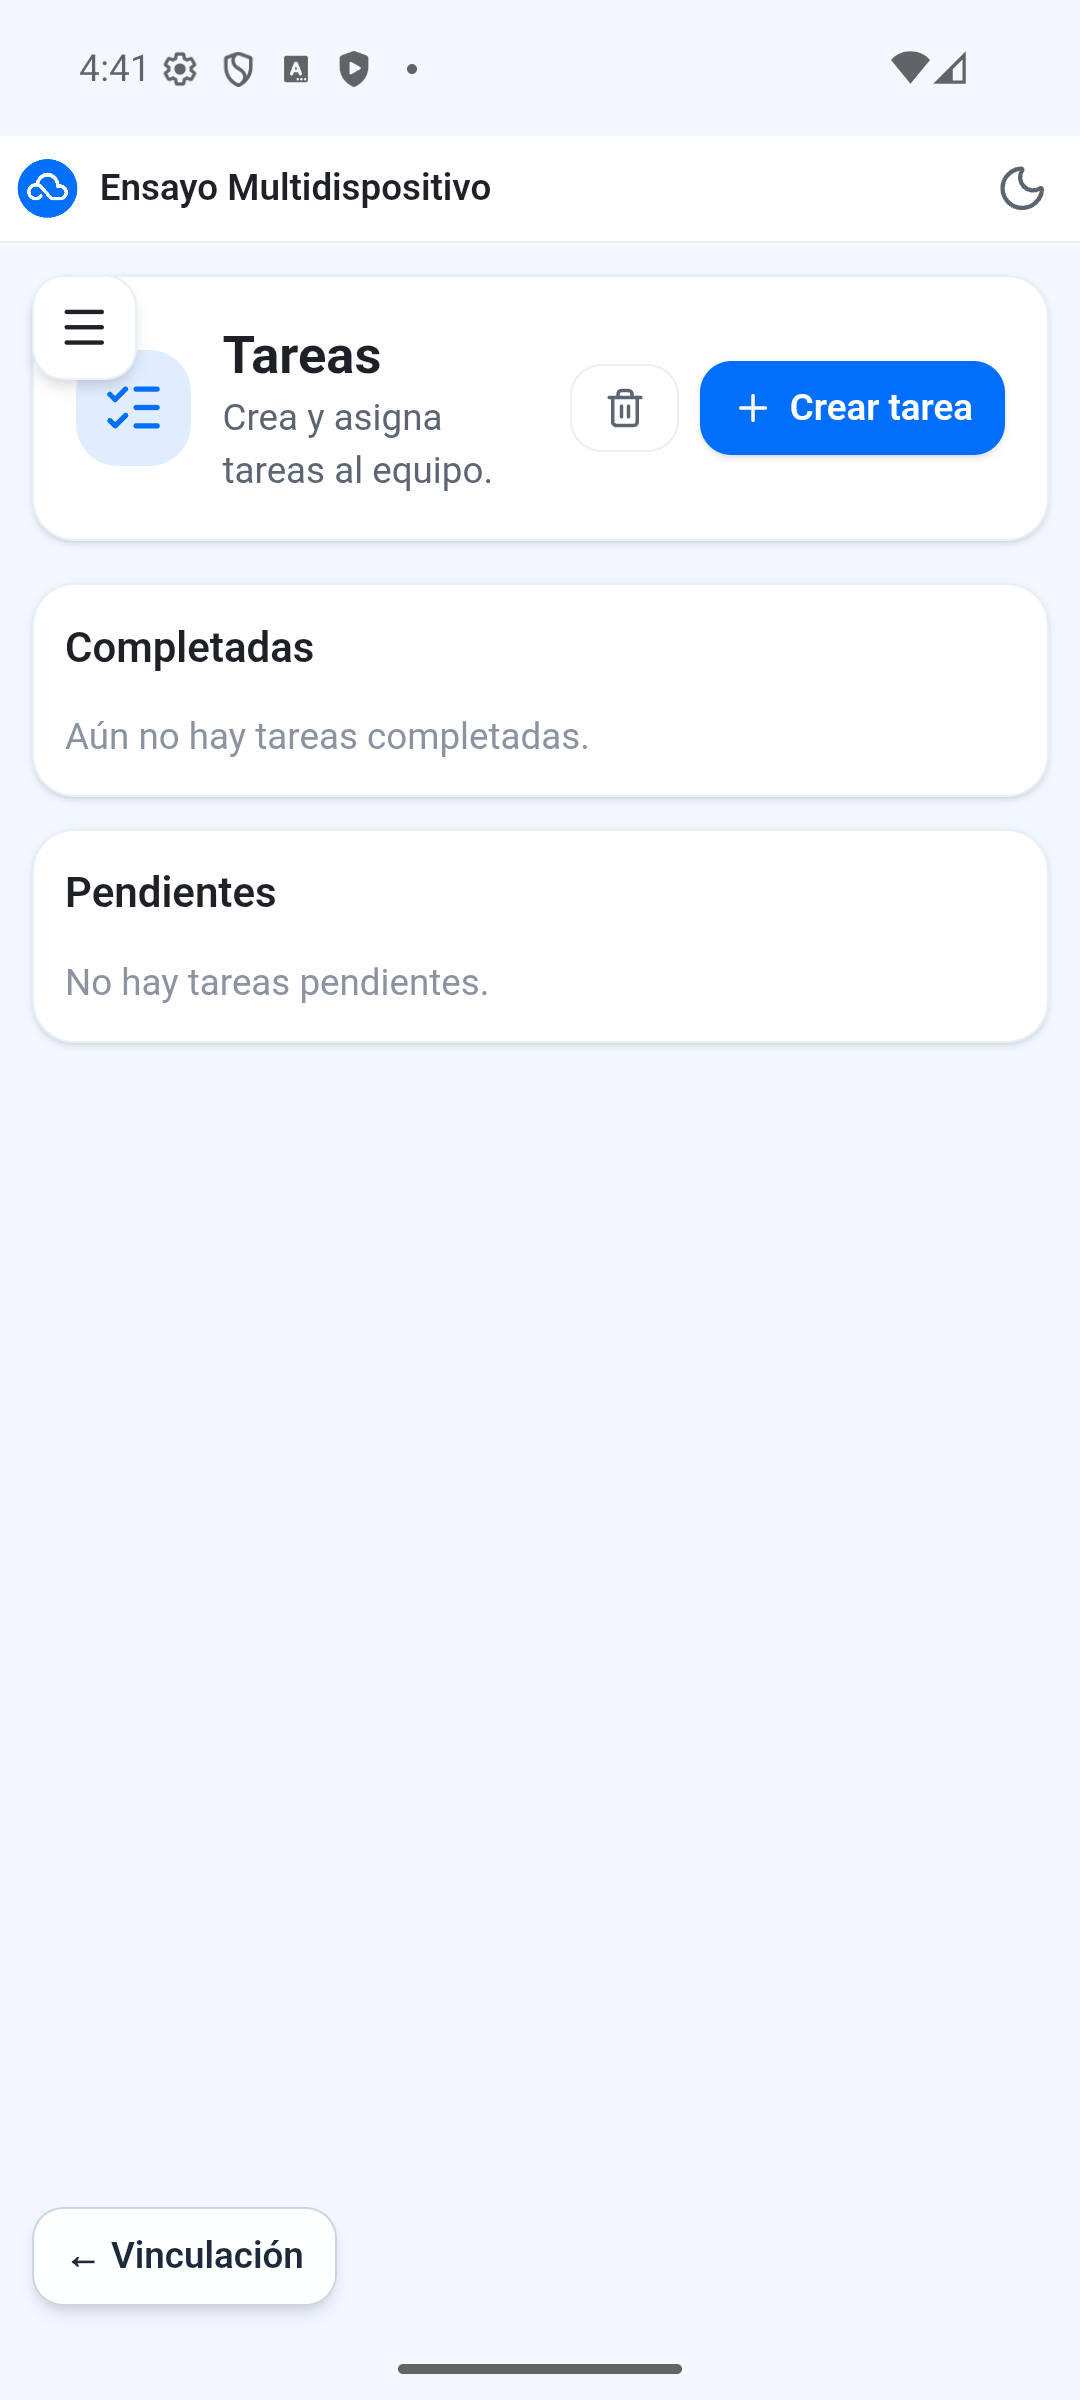 4:41
Ensayo Multidispositivo
Tareas
Crea y asigna
tareas al equipo.
Crear tarea
Completadas
Aún no hay tareas completadas.
Pendientes
No hay tareas pendientes.
← Vinculación